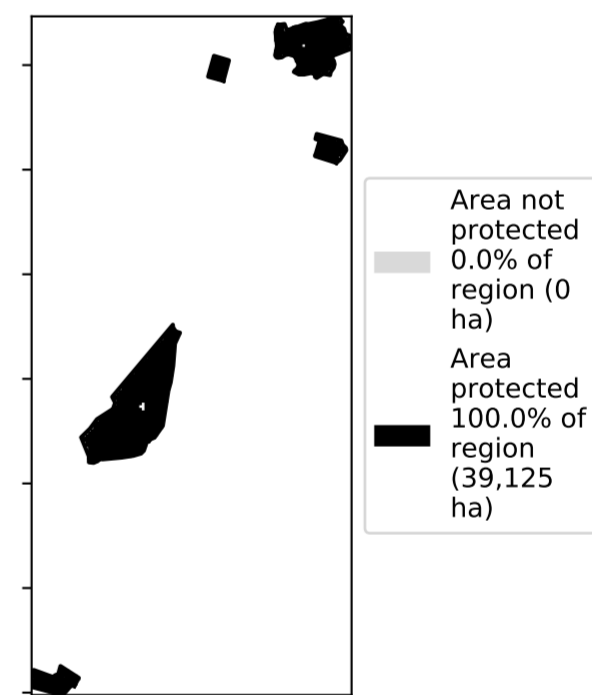 Area not
protected
0.0% of
region (0
ha)
Area
protected
100.0% of
region
(39,125
ha)